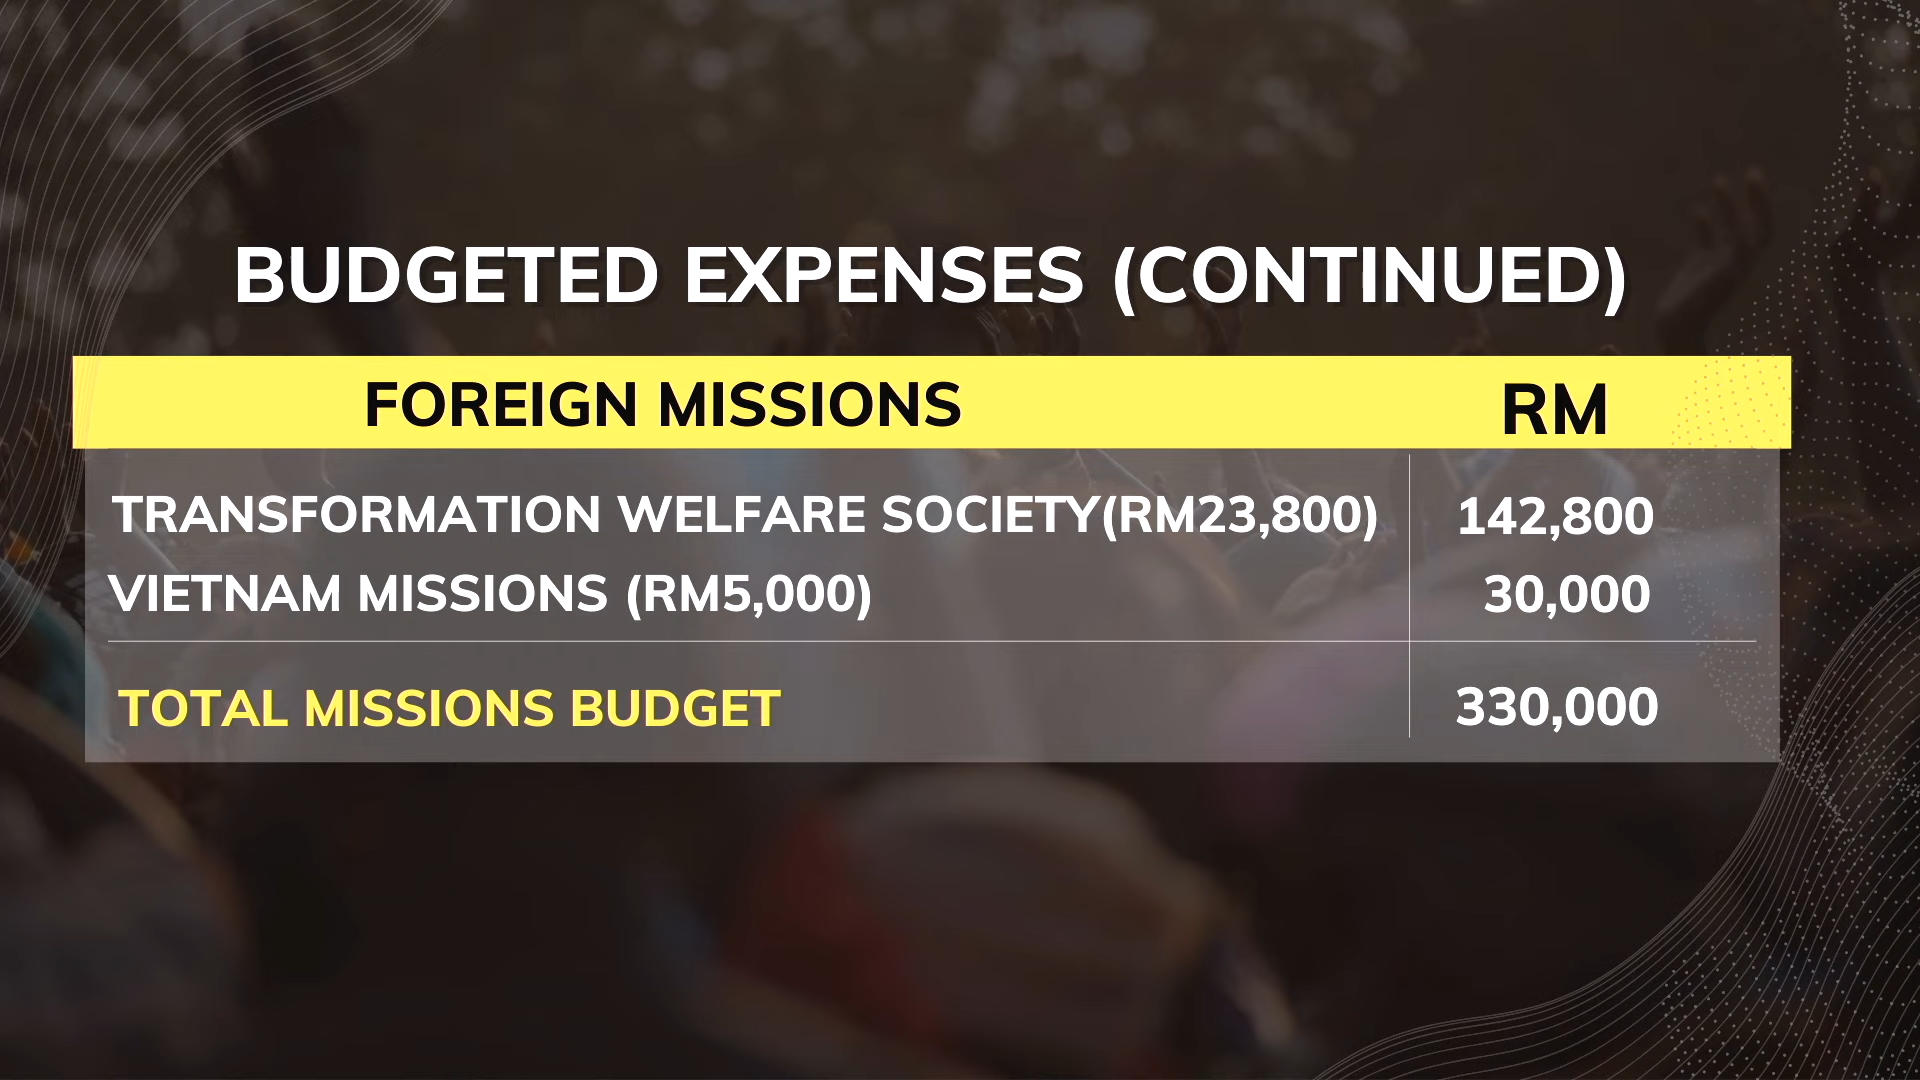 BUDGETED EXPENSES (CONTINUED)
FOREIGN MISSIONS RM
TRANSFORMATION WELFARE SOCIETY(RM23,800) 142,800
VIETNAM MISSIONS (RM5,000) 30,000
TOTAL MISSIONS BUDGET 330,000